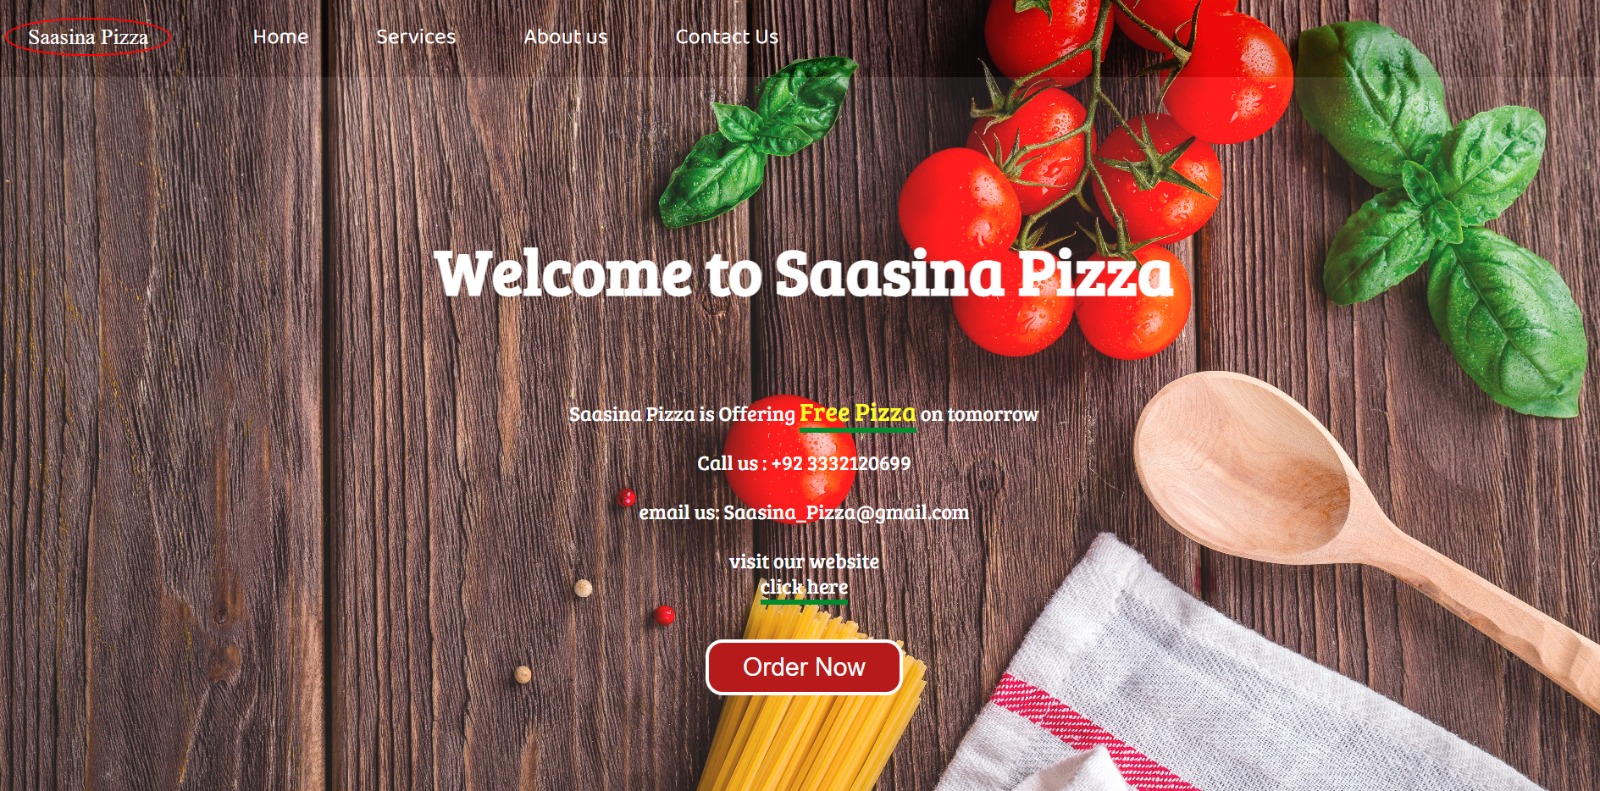 Saasina Pizza
Home
Services
About us
Contact Us
Welcome to Saasina Pizza
Saasina Pizza is Offering Free Pizza on tomorrow
Call us : +92 3332120699
email us: Saasina_Pizza@gmail.com
visit our website
click here
Order Now